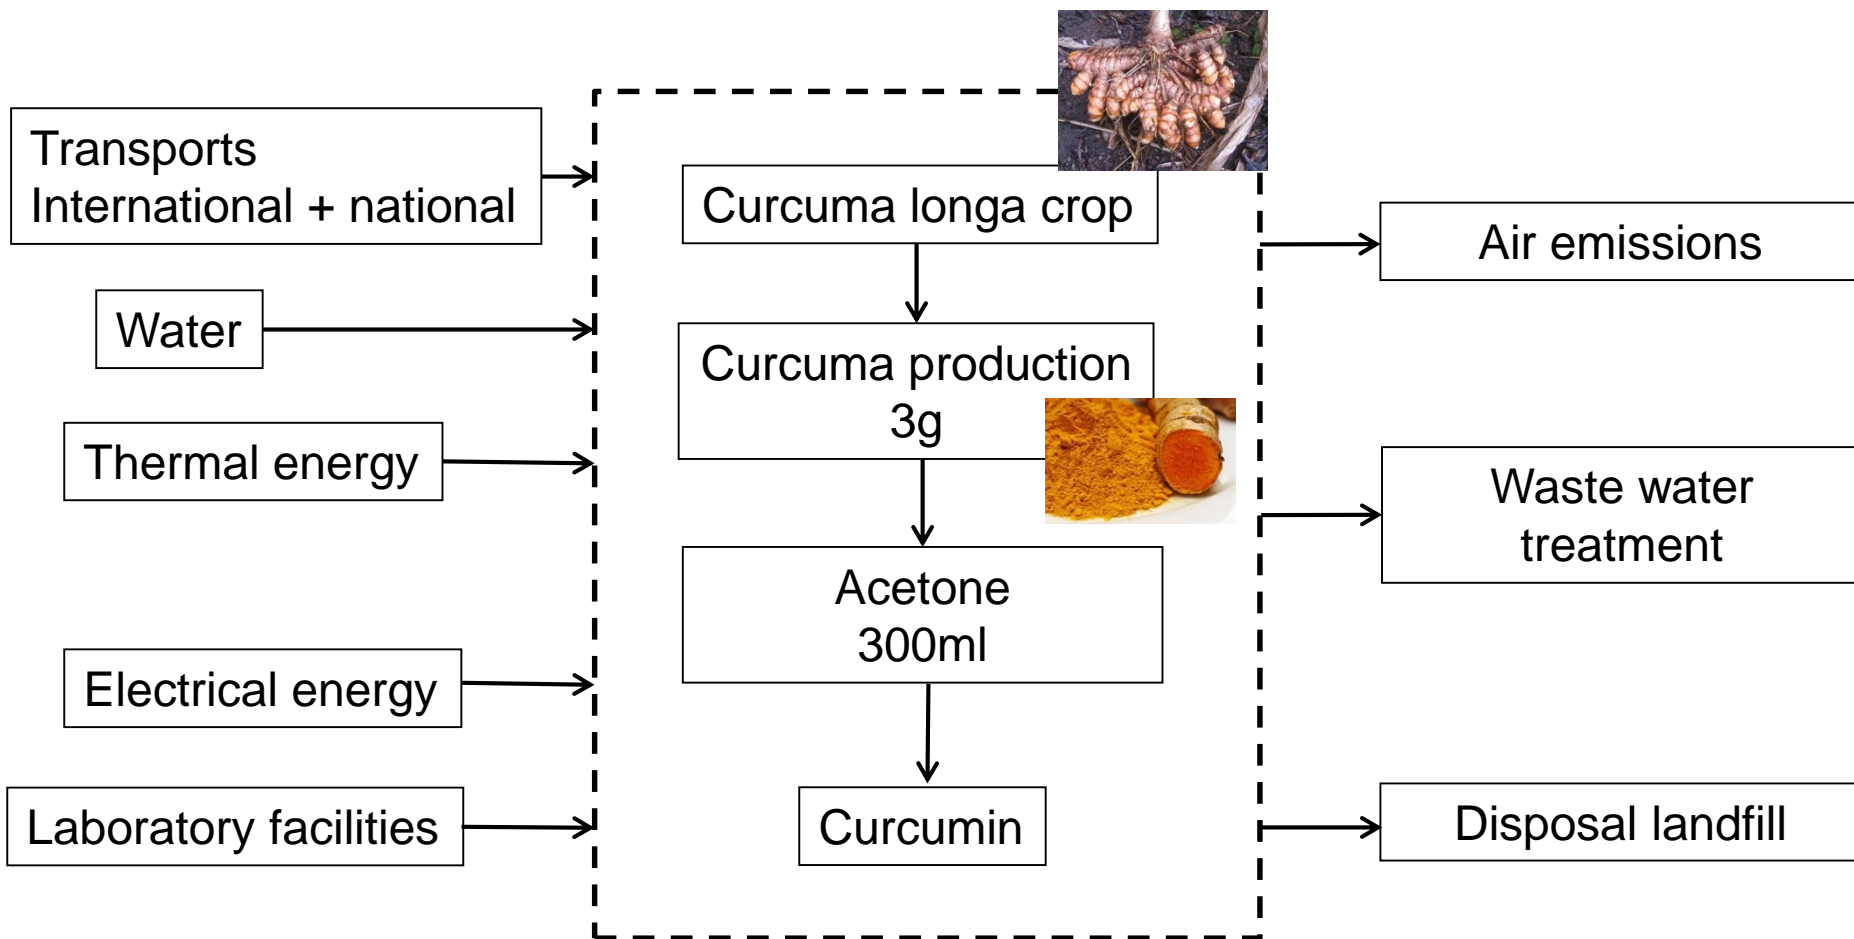 Transports
International + national
Water
Thermal energy
Electrical energy
Laboratory facilities
Curcuma longa crop
Curcuma production
3g
Acetone
300ml
Curcumin
Air emissions
Waste water
treatment
Disposal landfill